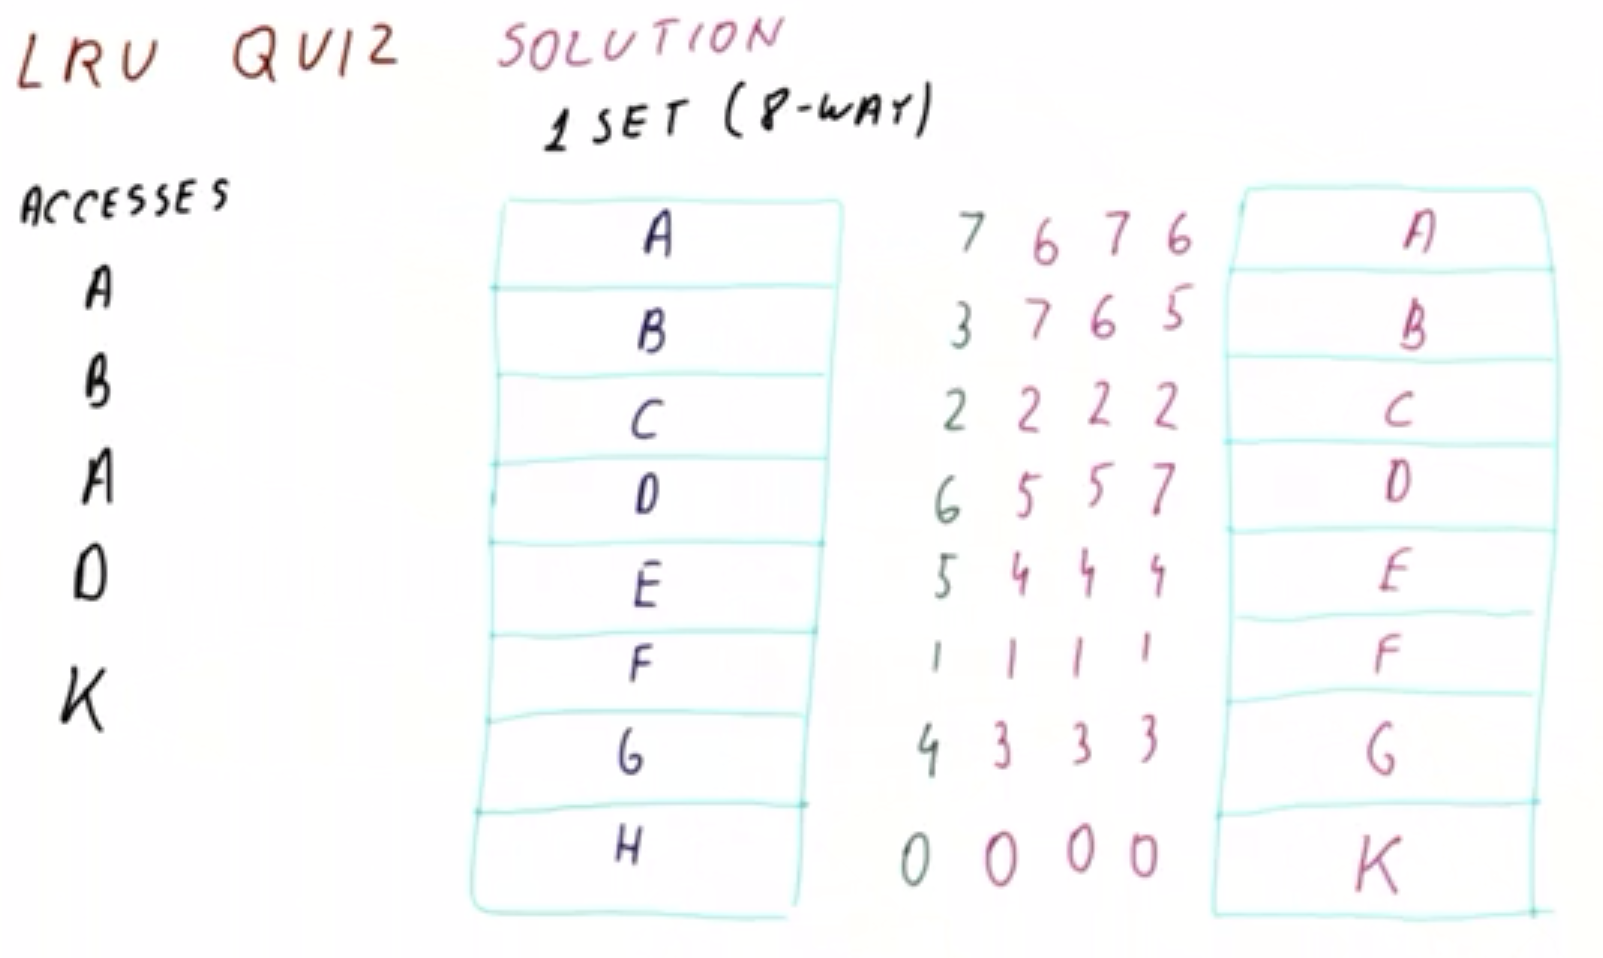 LRU QUIZ SOLUTION
1 SET (8-WAY)
ACCESSES
A
B
A
D
K
A 7 6 7 6 A
B 3 7 6 5 B
C 2 2 2 2 C
D 6 5 5 7 D
E 5 4 4 4 E
F 1 1 1 1 F
G 4 3 3 3 G
H 0 0 0 0 K